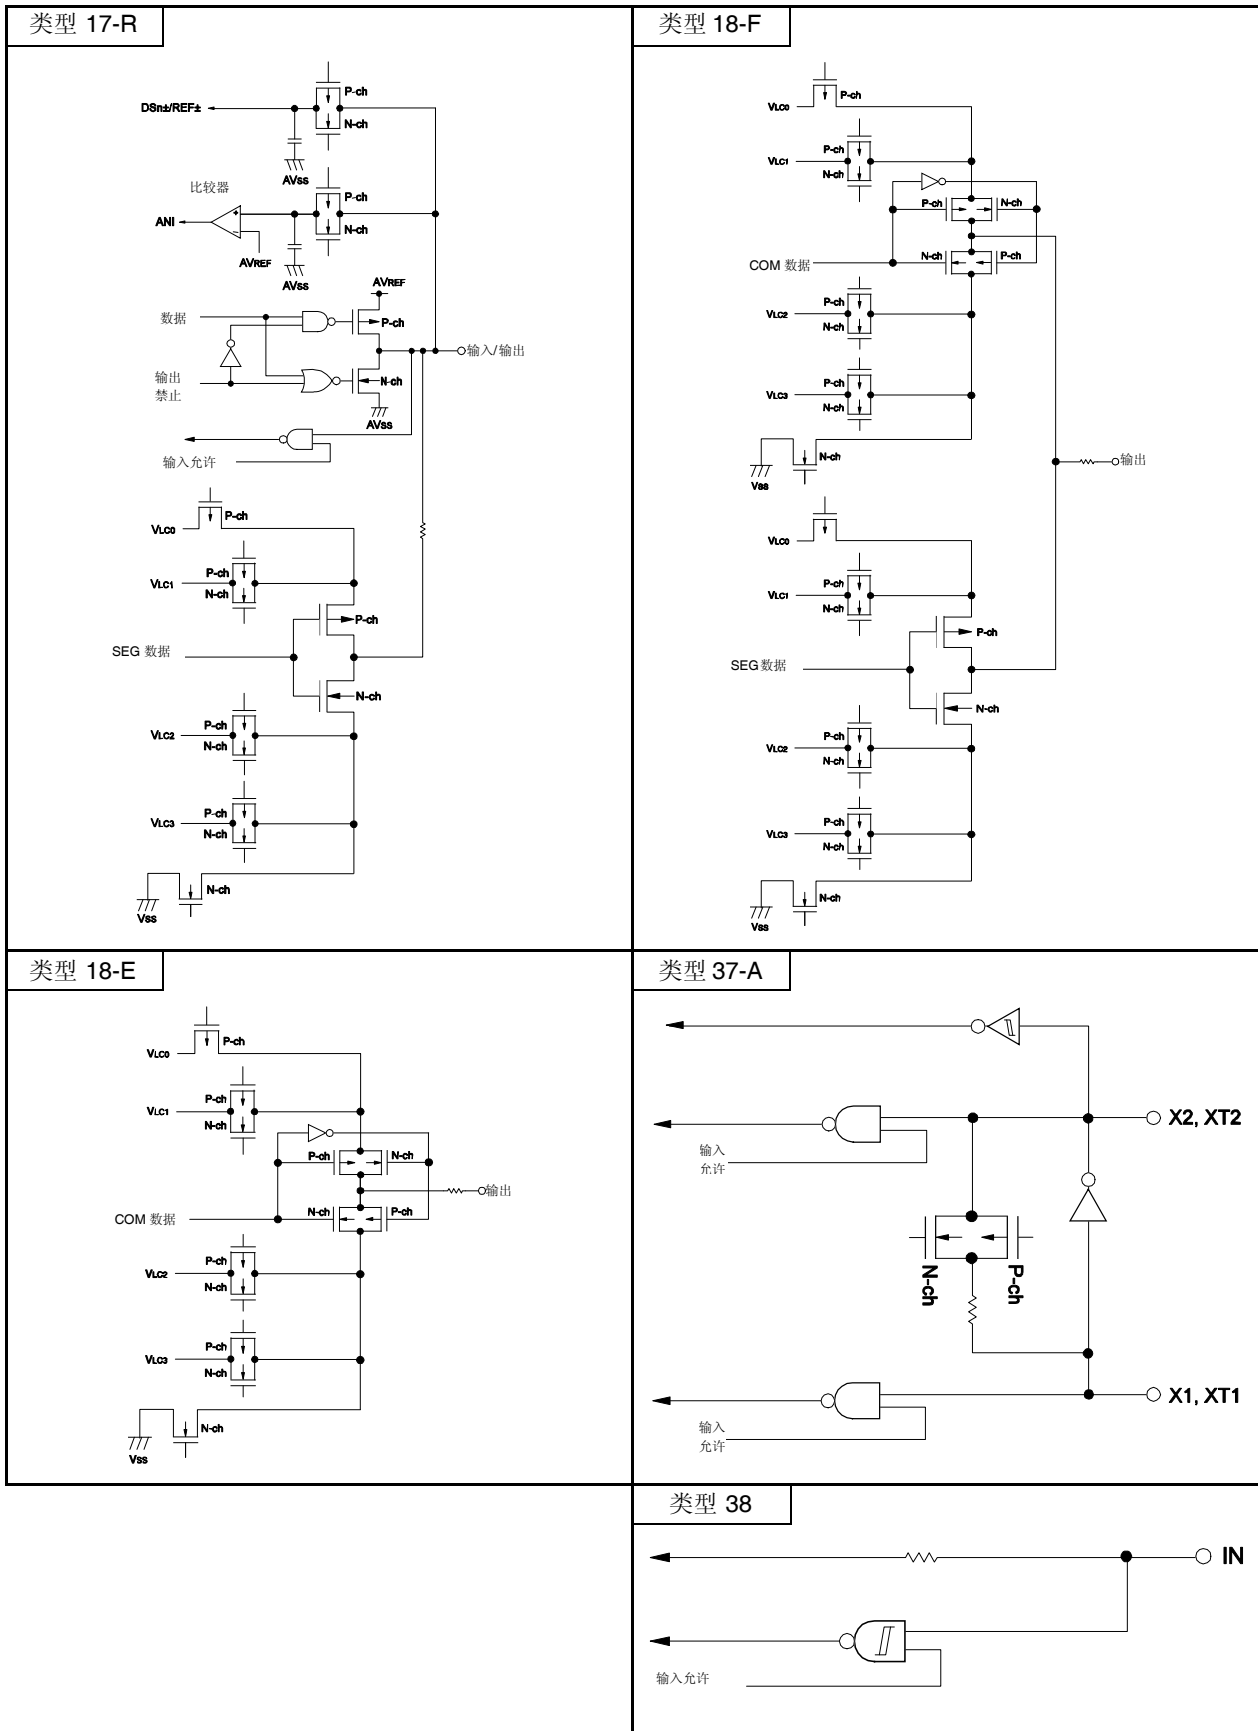 类型 17-R
DSn±/REF±
P-ch
N-ch
AVss
比较器
P-ch
N-ch
ANI
+
-
AVREF
AVss
AVREF
数据
P-ch
输入/输出
输出
禁止
N-ch
AVss
输入允许
P-ch
VLC0
P-ch
VLC1
N-ch
P-ch
SEG 数据
N-ch
P-ch
VLC2
N-ch
P-ch
VLC3
N-ch
N-ch
Vss
类型 18-F
P-ch
VLC0
P-ch
VLC1
N-ch
P-ch
N-ch
COM 数据
N-ch
P-ch
P-ch
VLC2
N-ch
P-ch
VLC3
N-ch
N-ch
Vss
输出
VLC0
P-ch
VLC1
N-ch
P-ch
SEG 数据
N-ch
P-ch
VLC2
N-ch
P-ch
VLC3
N-ch
N-ch
Vss
类型 18-E
P-ch
VLC0
P-ch
VLC1
N-ch
P-ch
N-ch
输出
N-ch
P-ch
COM 数据
P-ch
VLC2
N-ch
P-ch
VLC3
N-ch
N-ch
Vss
类型 37-A
X2, XT2
输入
允许
N-ch
P-ch
X1, XT1
输入
允许
类型 38
IN
输入允许